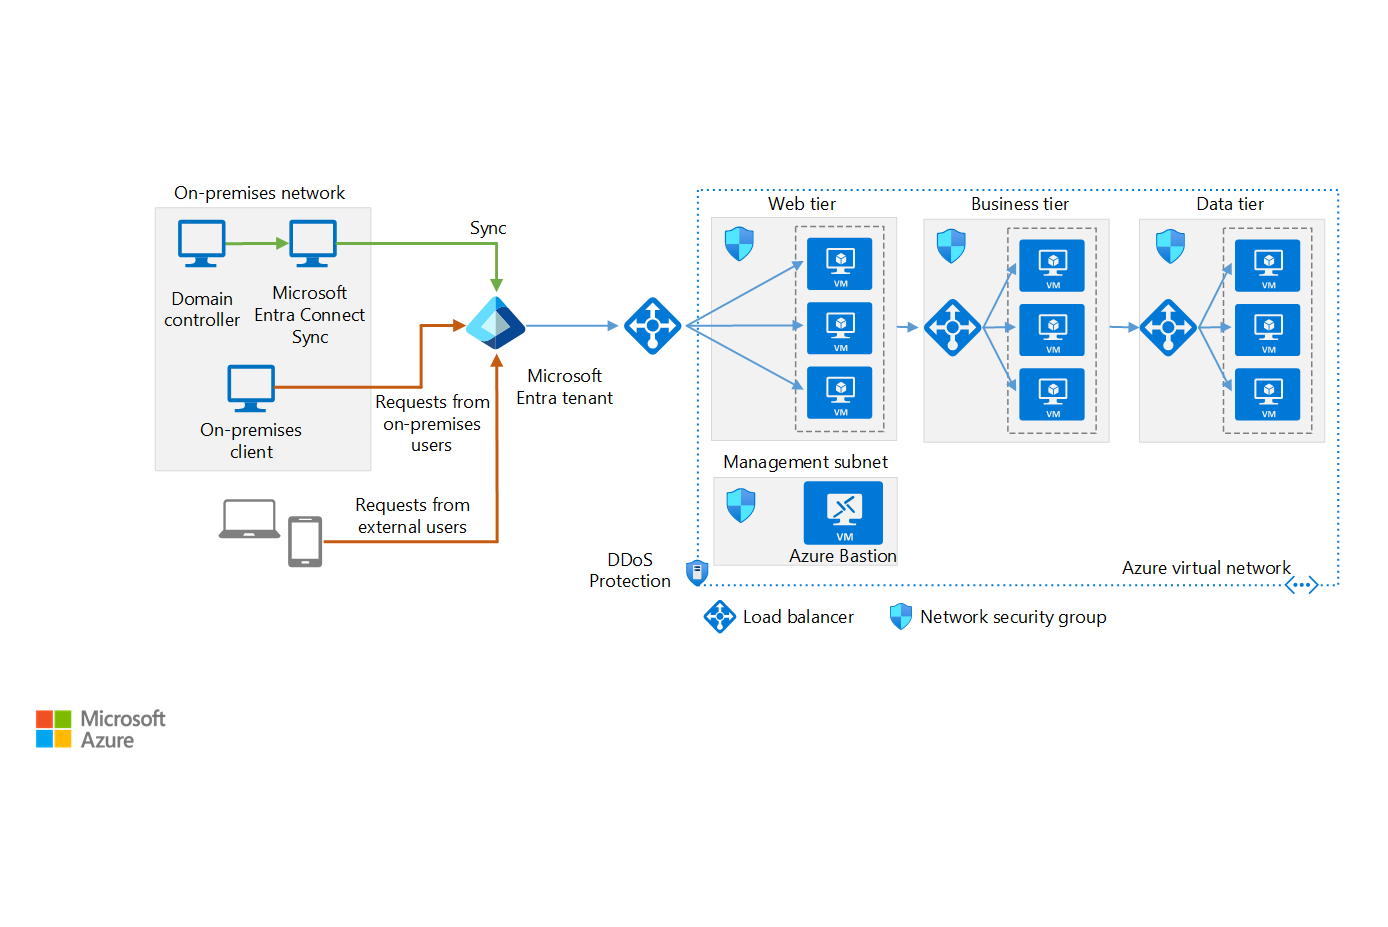 On-premises network
Domain
controller
Microsoft
Entra Connect
Sync
On-premises
client
Sync
Requests from
on-premises
users
Requests from
external users
Microsoft
Entra tenant
Web tier
VM
VM
VM
Business tier
VM
VM
VM
Data tier
VM
VM
VM
Management subnet
VM
Azure Bastion
DDoS
Protection
Azure virtual network
Load balancer
Network security group
Microsoft
Azure